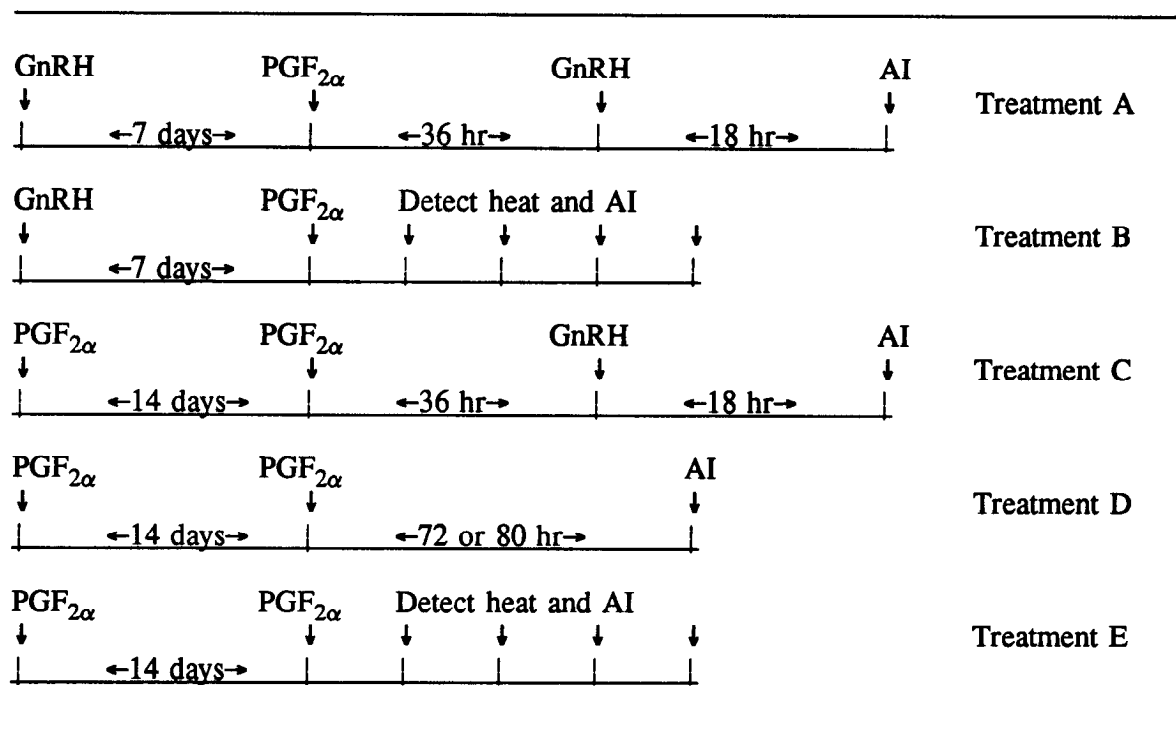 GnRH PGF2α GnRH AI
Treatment A
←7 days→ ←36 hr→ ←18 hr→
GnRH PGF2α Detect heat and AI
Treatment B
←7 days→
PGF2α PGF2α GnRH AI
Treatment C
←14 days→ ←36 hr→ ←18 hr→
PGF2α PGF2α AI
Treatment D
←14 days→ ←72 or 80 hr→
PGF2α PGF2α Detect heat and AI
Treatment E
←14 days→